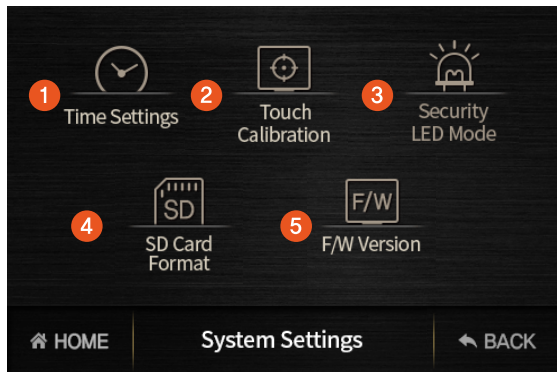 1
Time Settings
2
Touch
Calibration
3
Security
LED Mode
4
SD
SD Card
Format
5
F/W
F/W Version
HOME
System Settings
BACK